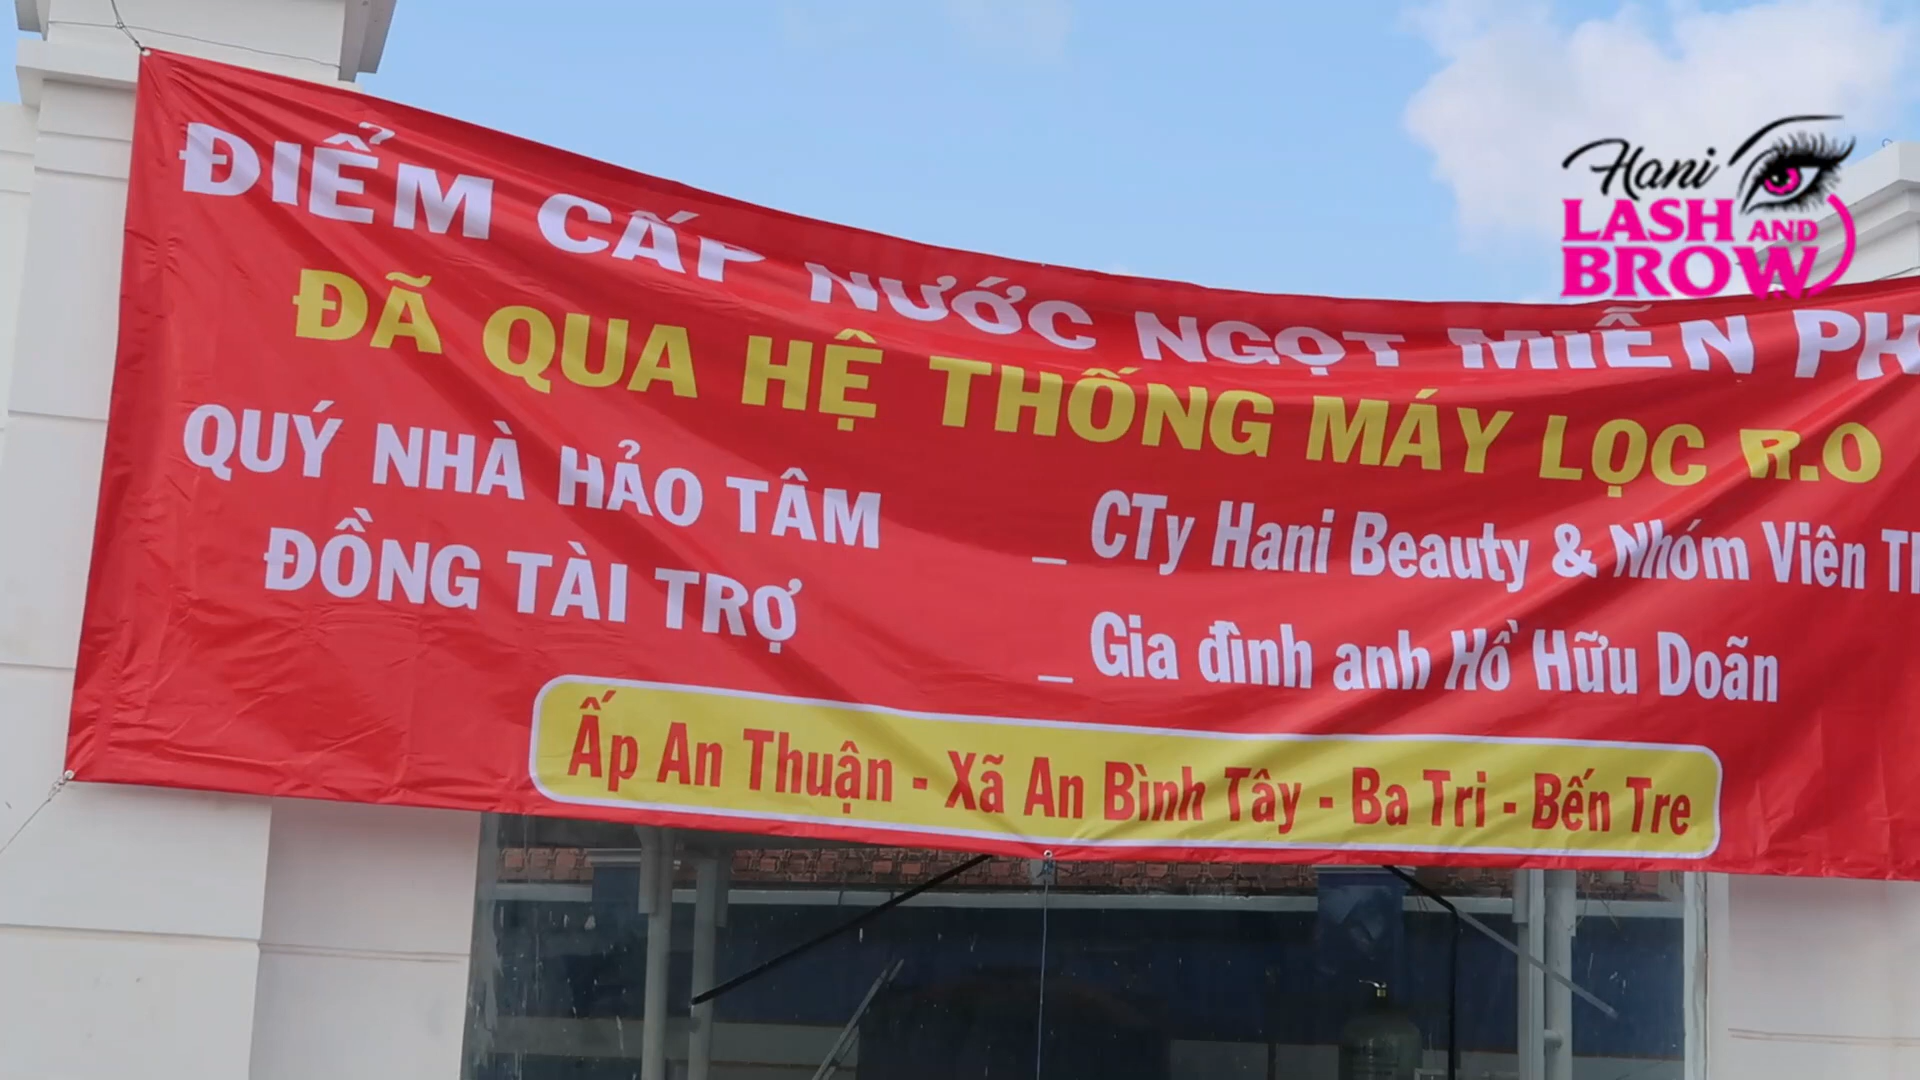 Hani
LASH AND
BROW
ĐIỂM CẤP NƯỚC NGỌT MIỄN PH
ĐÃ QUA HỆ THỐNG MÁY LỌC R.O
QUÝ NHÀ HẢO TÂM
ĐỒNG TÀI TRỢ
_ CTy Hani Beauty & Nhóm Viên Th
_ Gia đình anh Hồ Hữu Doãn
Ấp An Thuận - Xã An Bình Tây - Ba Tri - Bến Tre